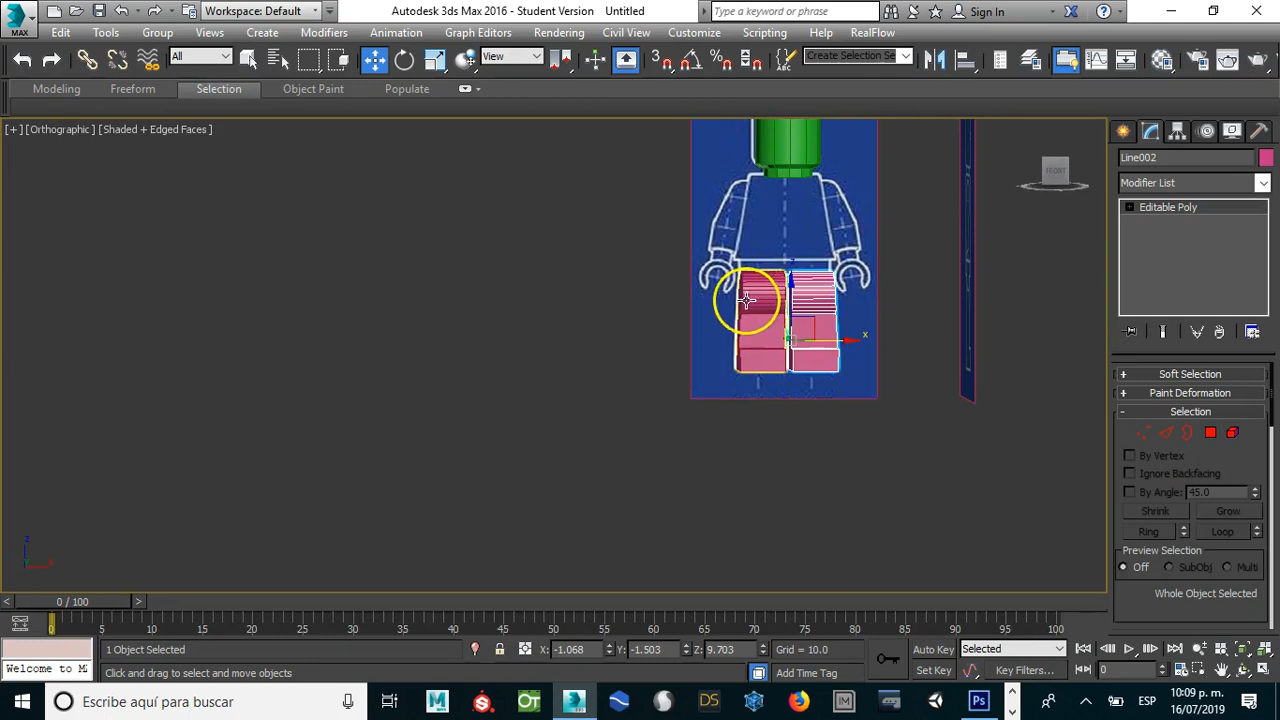 MAX
Workspace: Default
Autodesk 3ds Max 2016 - Student Version    Untitled
Type a keyword or phrase
Sign In
Edit Tools Group Views Create Modifiers Animation Graph Editors Rendering Civil View Customize Scripting Help RealFlow
All
View
Create Selection Se
Modeling Freeform Selection Object Paint Populate
[+] [Orthographic] [Shaded + Edged Faces]
FRONT
Line002
Modifier List
Editable Poly
x
z
x
Soft Selection
Paint Deformation
Selection
By Vertex
Ignore Backfacing
By Angle: 45.0
Shrink Grow
Ring Loop
Preview Selection
Off SubObj Multi
Whole Object Selected
0 / 100
0 5 10 15 20 25 30 35 40 45 50 55 60 65 70 75 80 85 90 95 100
1 Object Selected
X: -1.068 Y: -1.503 Z: 9.703 Grid = 10.0
Auto Key Selected
Welcome to M
Click and drag to select and move objects
Add Time Tag
Set Key Key Filters...
0
Escribe aquí para buscar
ESP
10:09 p. m.
16/07/2019